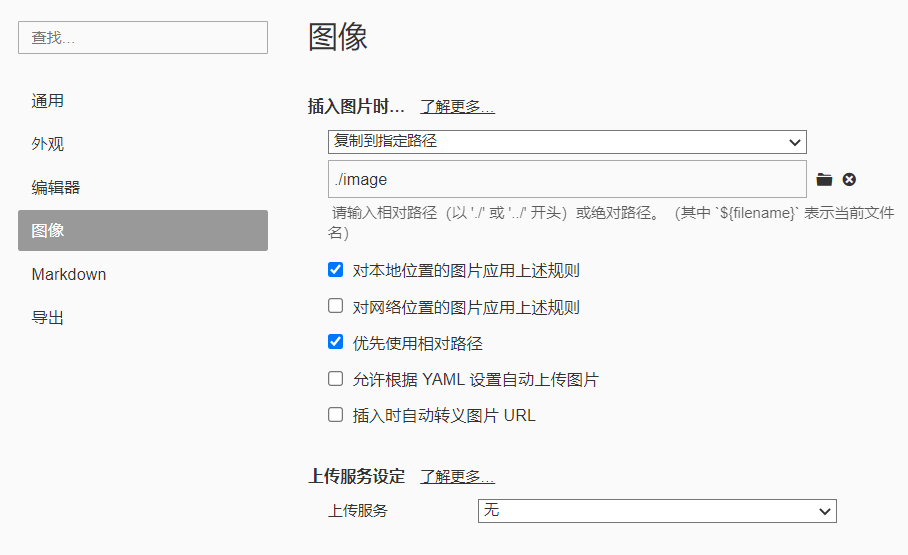 查找...
通用
外观
编辑器
图像
Markdown
导出
图像
插入图片时... 了解更多...
复制到指定路径
./image
请输入相对路径（以 './' 或 '../' 开头）或绝对路径。（其中 `${filename}` 表示当前文件
名）
对本地位置的图片应用上述规则
对网络位置的图片应用上述规则
优先使用相对路径
允许根据 YAML 设置自动上传图片
插入时自动转义图片 URL
上传服务设定 了解更多...
上传服务 无